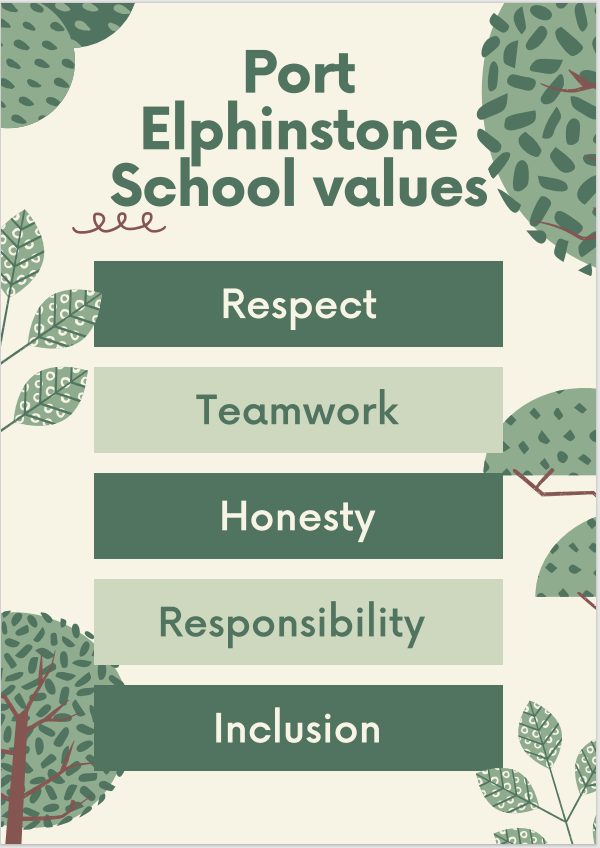 Port
Elphinstone
School values
Respect
Teamwork
Honesty
Responsibility
Inclusion